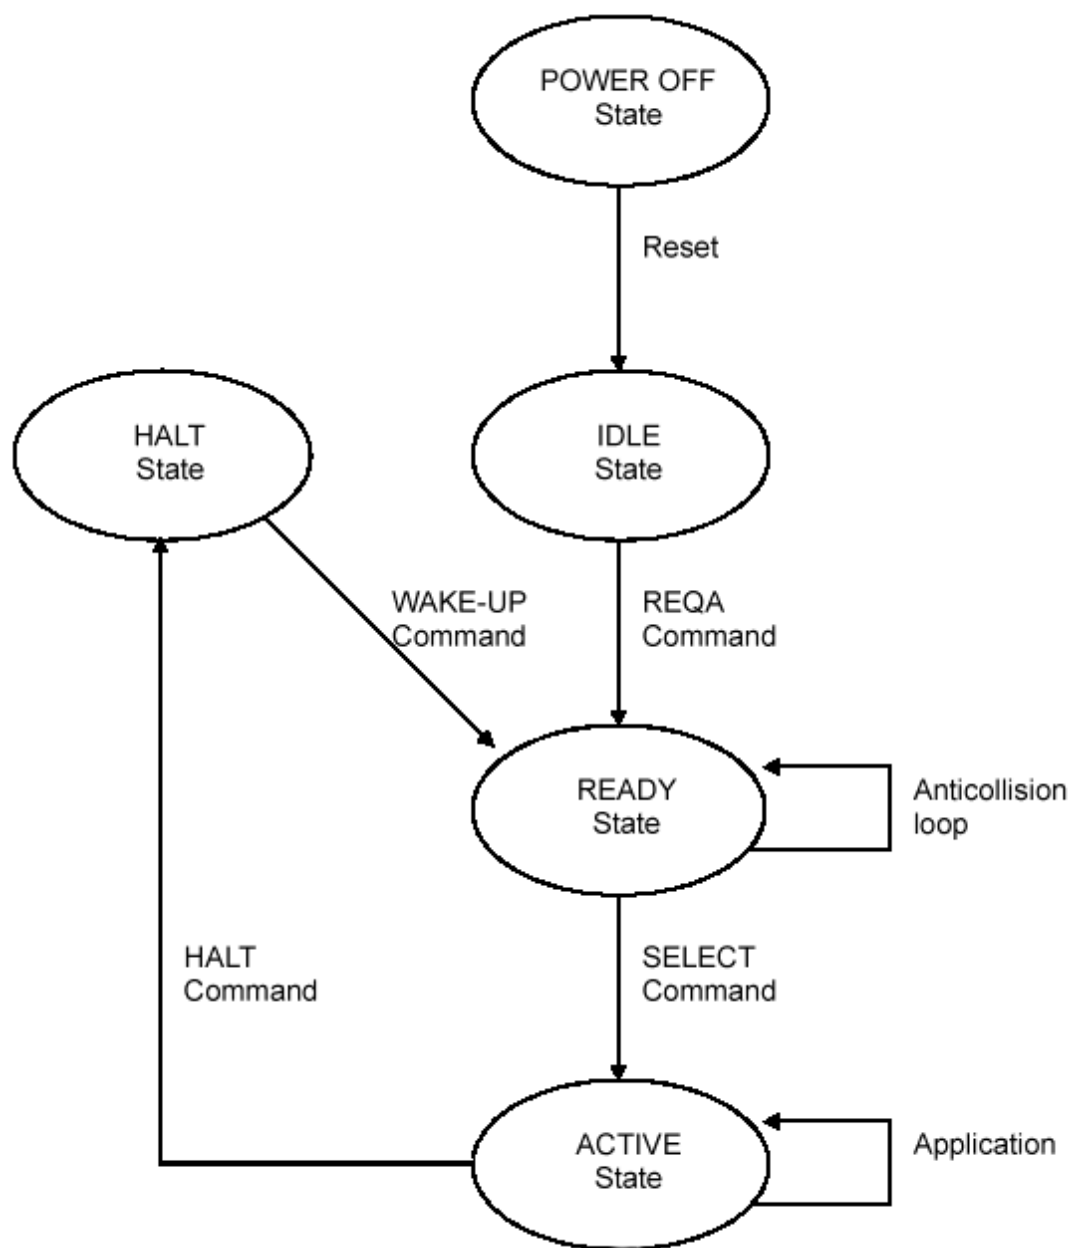 POWER OFF
State
Reset
HALT
State
IDLE
State
WAKE-UP
Command
REQA
Command
READY
State
Anticollision
loop
HALT
Command
SELECT
Command
ACTIVE
State
Application